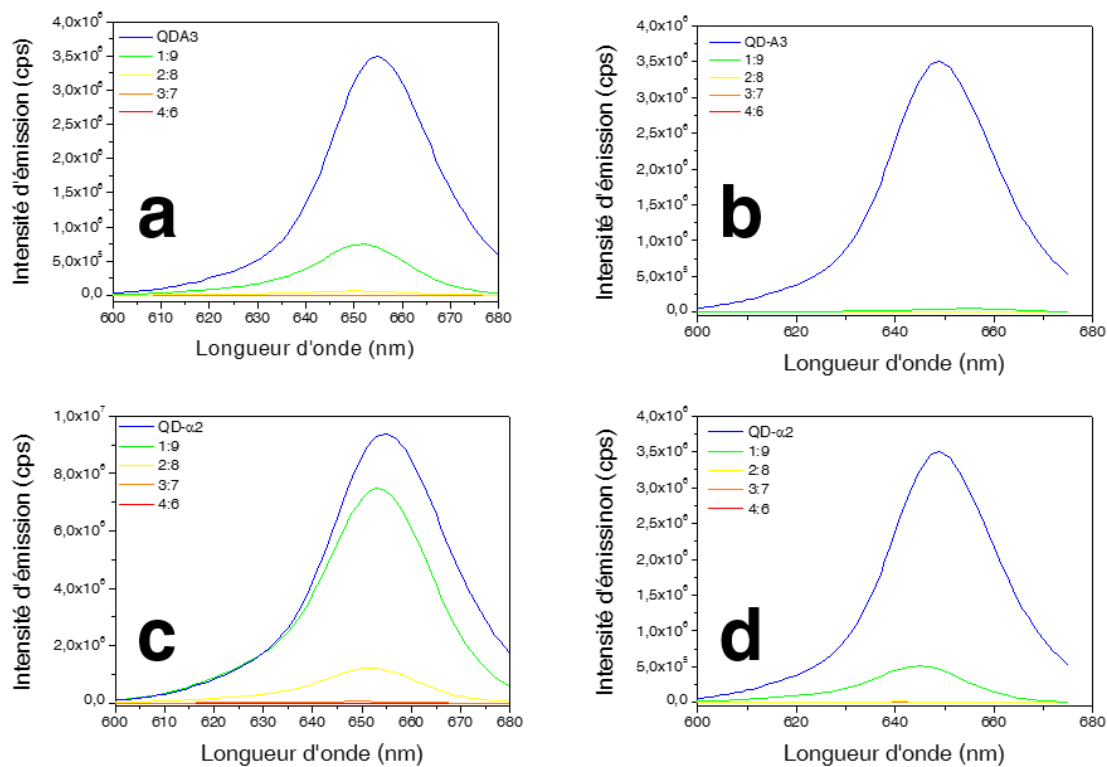 4,0x10⁶
3,5x10⁶
3,0x10⁶
2,5x10⁶
2,0x10⁶
1,5x10⁶
1,0x10⁶
5,0x10⁵
0,0
Intensité d'émission (cps)
QDA3
1:9
2:8
3:7
4:6
a
600 610 620 630 640 650 660 670 680
Longueur d'onde (nm)
4,0x10⁶
3,5x10⁶
3,0x10⁶
2,5x10⁶
2,0x10⁶
1,5x10⁶
1,0x10⁶
5,0x10⁵
0,0
Intensité d'émission (cps)
QD-A3
1:9
2:8
3:7
4:6
b
600 620 640 660 680
Longueur d'onde (nm)
1,0x10⁷
8,0x10⁶
6,0x10⁶
4,0x10⁶
2,0x10⁶
0,0
Intensité d'émission (cps)
QD-α2
1:9
2:8
3:7
4:6
c
600 610 620 630 640 650 660 670 680
Longueur d'onde (nm)
4,0x10⁶
3,5x10⁶
3,0x10⁶
2,5x10⁶
2,0x10⁶
1,5x10⁶
1,0x10⁶
5,0x10⁵
0,0
Intensité d'émissinon (cps)
QD-α2
1:9
2:8
3:7
4:6
d
600 620 640 660 680
Longueur d'onde (nm)